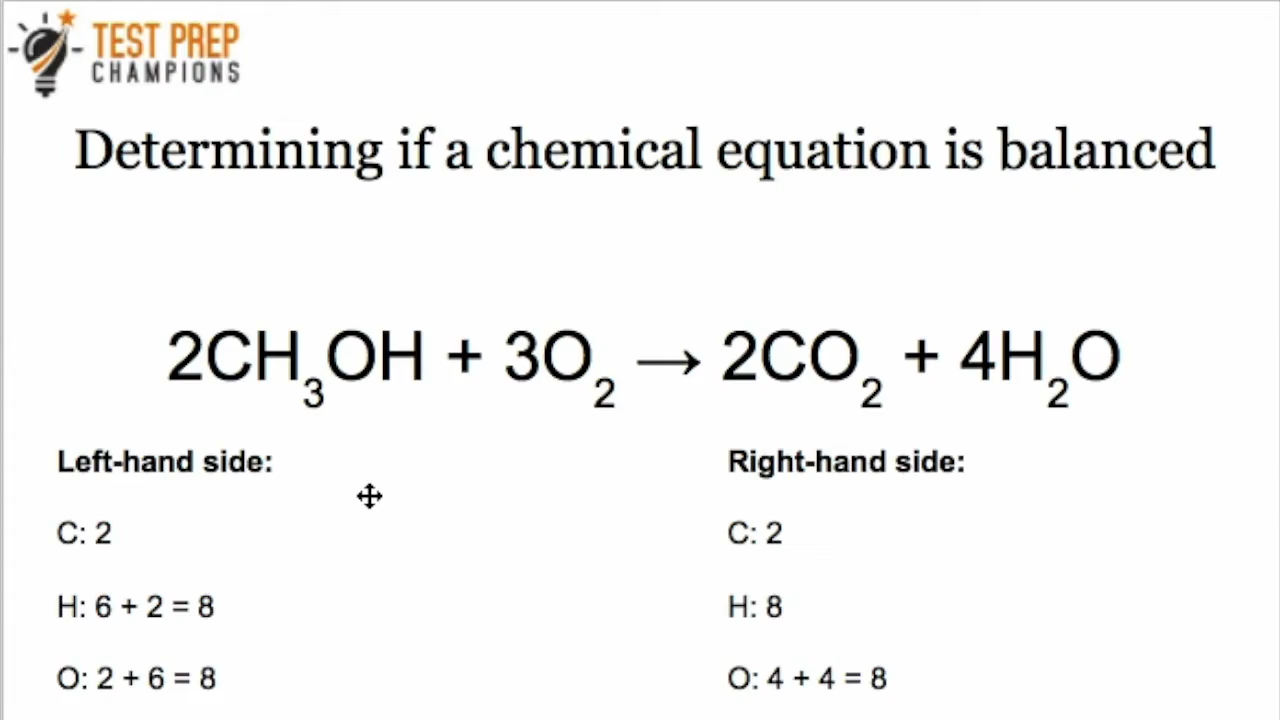 TEST PREP
CHAMPIONS
Determining if a chemical equation is balanced
2CH₃OH + 3O₂ → 2CO₂ + 4H₂O
Left-hand side:
C: 2
H: 6 + 2 = 8
O: 2 + 6 = 8
Right-hand side:
C: 2
H: 8
O: 4 + 4 = 8